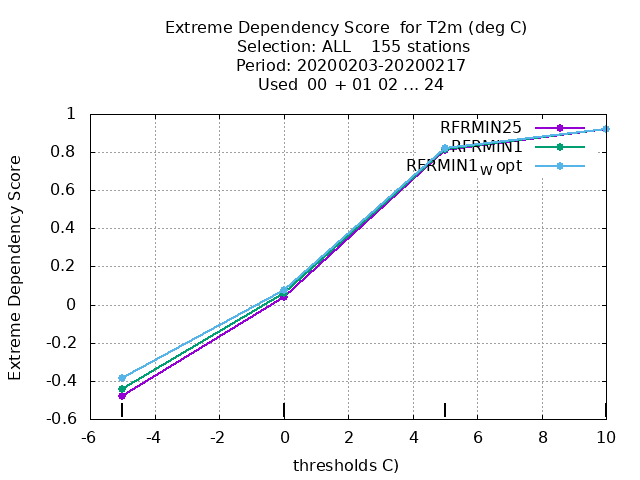 Extreme Dependency Score  for T2m (deg C)
Selection: ALL    155 stations
Period: 20200203-20200217
Used  00 + 01 02 ... 24
RFRMIN25
RFRMIN1
RFRMIN1W opt
1
0.8
0.6
0.4
0.2
0
-0.2
-0.4
-0.6
Extreme Dependency Score
-6 -4 -2 0 2 4 6 8 10
thresholds C)